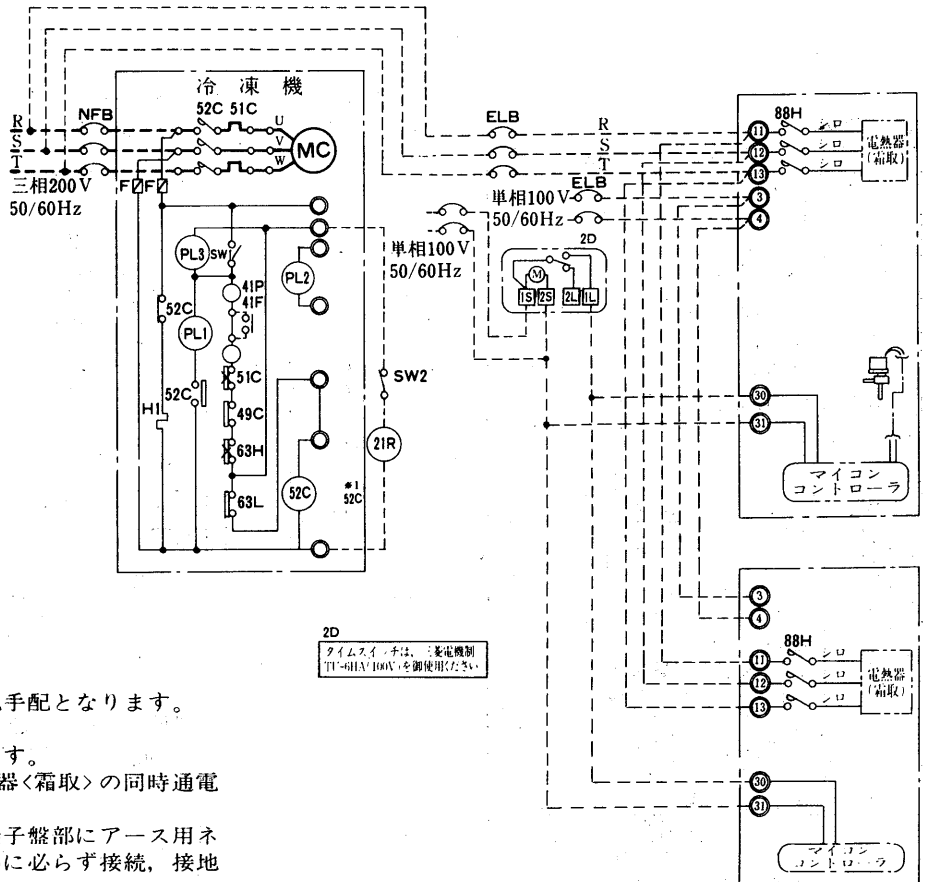 冷凍機
NFB
52C 51C
U
V
W
MC
R
S
T
三相200V
50/60Hz
F
F
PL3
SW
41P
41F
PL2
PL1
52C
52C
51C
49C
63H
63L
H1
52C
※1
52C
SW2
21R
ELB
R
S
T
ELB
単相100V
50/60Hz
単相100V
50/60Hz
2D
M
1S
2S
2L
1L
88H
11
12
13
3
4
シロ
シロ
シロ
電熱器
(霜取)
30
31
マイコン
コントローラ
3
4
88H
11
12
13
シロ
シロ
シロ
電熱器
(霜取)
30
31
マイコン
コントローラ
2D
タイムスイッチは、三菱電機制
(100V)を御使用ください
手配となります。
す。
器<霜取>の同時通電
子盤部にアース用ネ
に必らず接続，接地